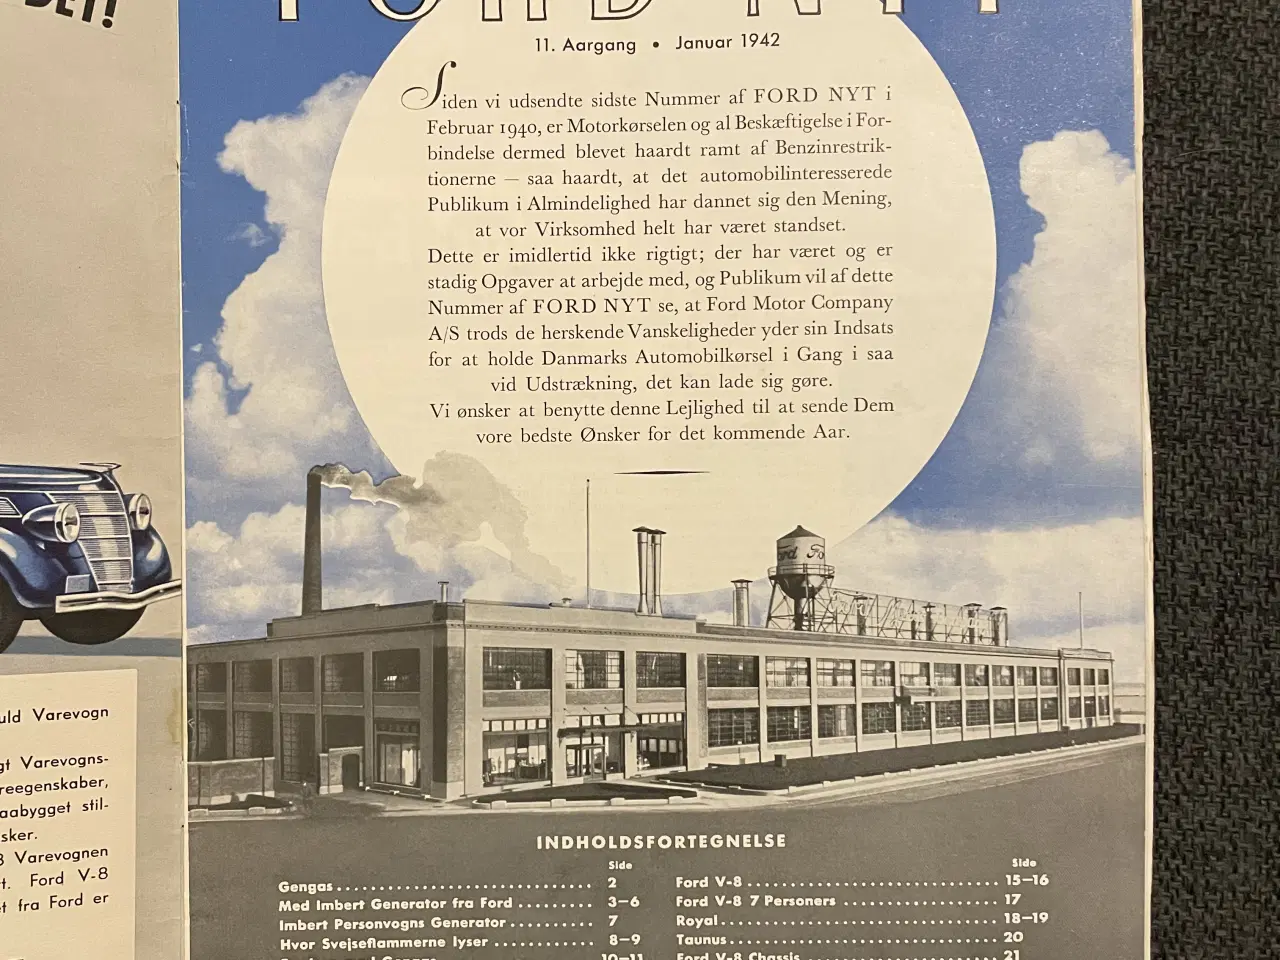 FORD NYT
11. Aargang • Januar 1942
Siden vi udsendte sidste Nummer af FORD NYT i
Februar 1940, er Motorkørselen og al Beskæftigelse i For-
bindelse dermed blevet haardt ramt af Benzinrestrik-
tionerne — saa haardt, at det automobilinteresserede
Publikum i Almindelighed har dannet sig den Mening,
at vor Virksomhed helt har været standset.
Dette er imidlertid ikke rigtigt; der har været og er
stadig Opgaver at arbejde med, og Publikum vil af dette
Nummer af FORD NYT se, at Ford Motor Company
A/S trods de herskende Vanskeligheder yder sin Indsats
for at holde Danmarks Automobilkørsel i Gang i saa
vid Udstrækning, det kan lade sig gøre.
Vi ønsker at benytte denne Lejlighed til at sende Dem
vore bedste Ønsker for det kommende Aar.
INDHOLDSFORTEGNELSE
Side
Gengas 2
Med Imbert Generator fra Ford 3–6
Imbert Personvogns Generator 7
Hvor Svejseflammerne lyser 8–9
10–11
Side
Ford V-8 15–16
Ford V-8 7 Personers 17
Royal 18–19
Taunus 20
Ford V-8 Chassis 21
uld Varevogn
gt Varevogns-
reegenskaber,
aabygget stil-
sker.
8 Varevognen
t. Ford V-8
t fra Ford er